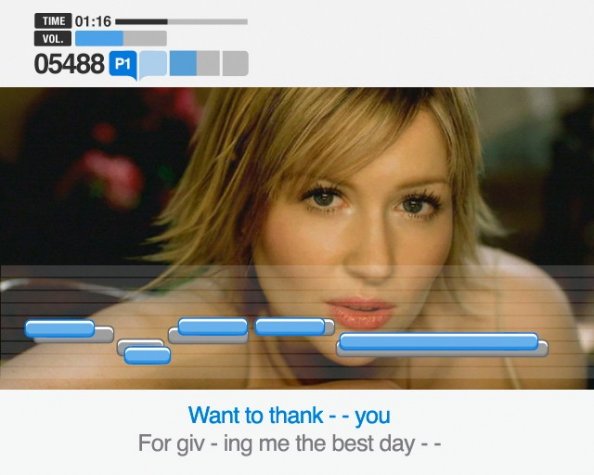 TIME 01:16
VOL.
05488 P1
Want to thank - - you
For giv - ing me the best day - -